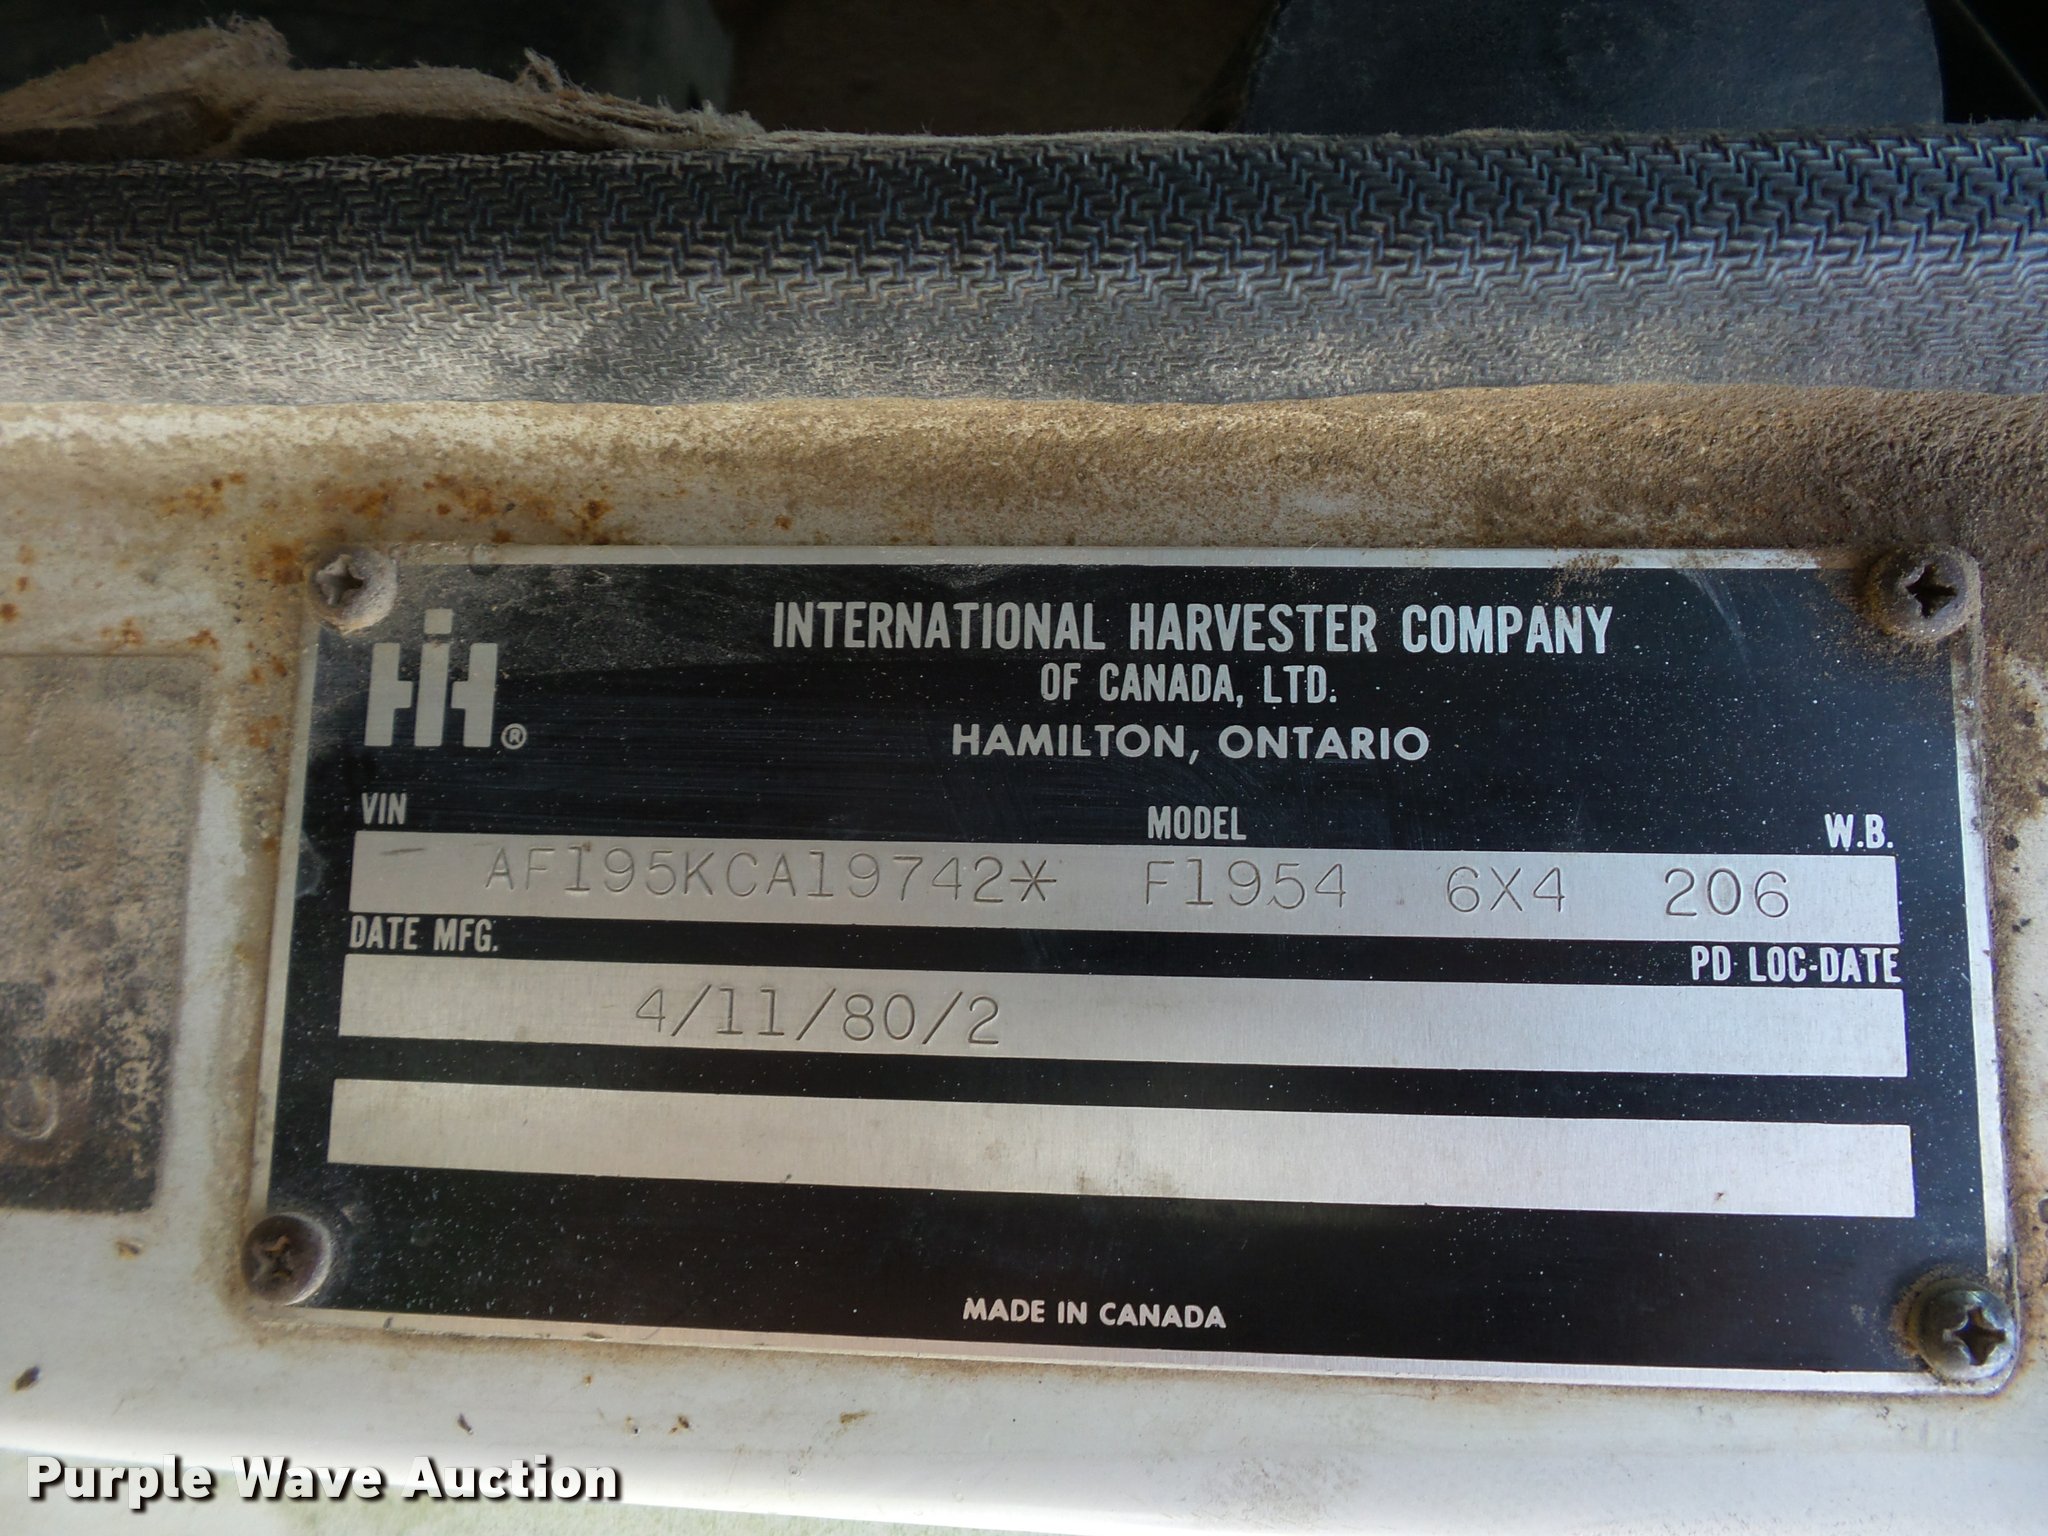 INTERNATIONAL HARVESTER COMPANY
OF CANADA, LTD.
HAMILTON, ONTARIO
IH®
VIN MODEL W.B.
AF195KCA19742* F1954 6X4 206
DATE MFG. PD LOC-DATE
4/11/80/2
MADE IN CANADA
Purple Wave Auction